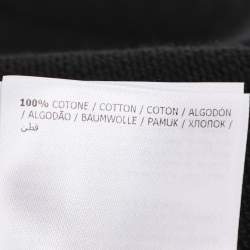 100% COTONE / COTTON / COTON / ALGODÓN
/ ALGODÃO / BAUMWOLLE / PAMUK / ХЛОПОК /
قطن